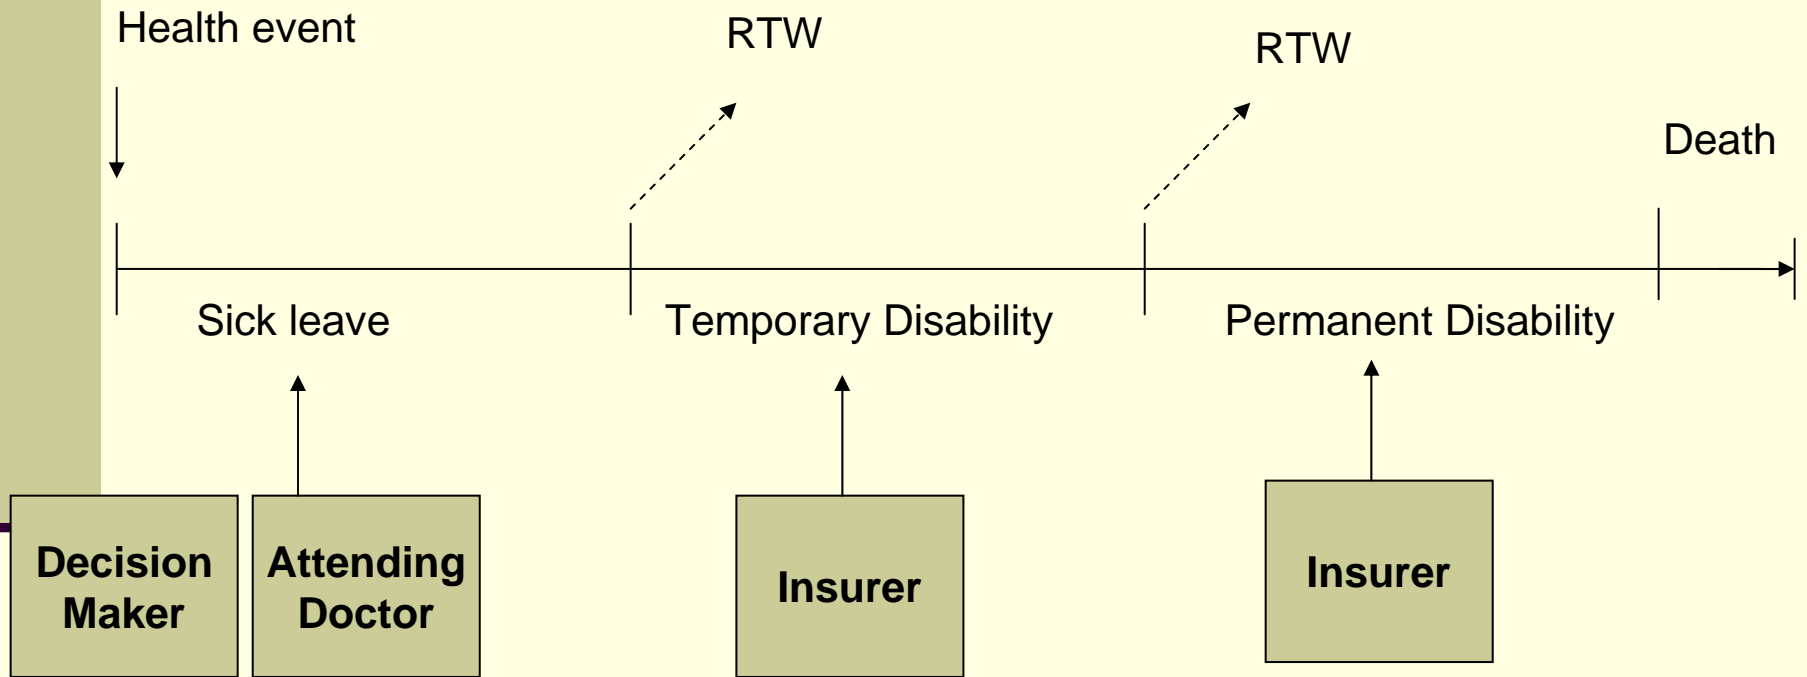 Health event
RTW
RTW
Death
Sick leave
Temporary Disability
Permanent Disability
Decision
Maker
Attending
Doctor
Insurer
Insurer